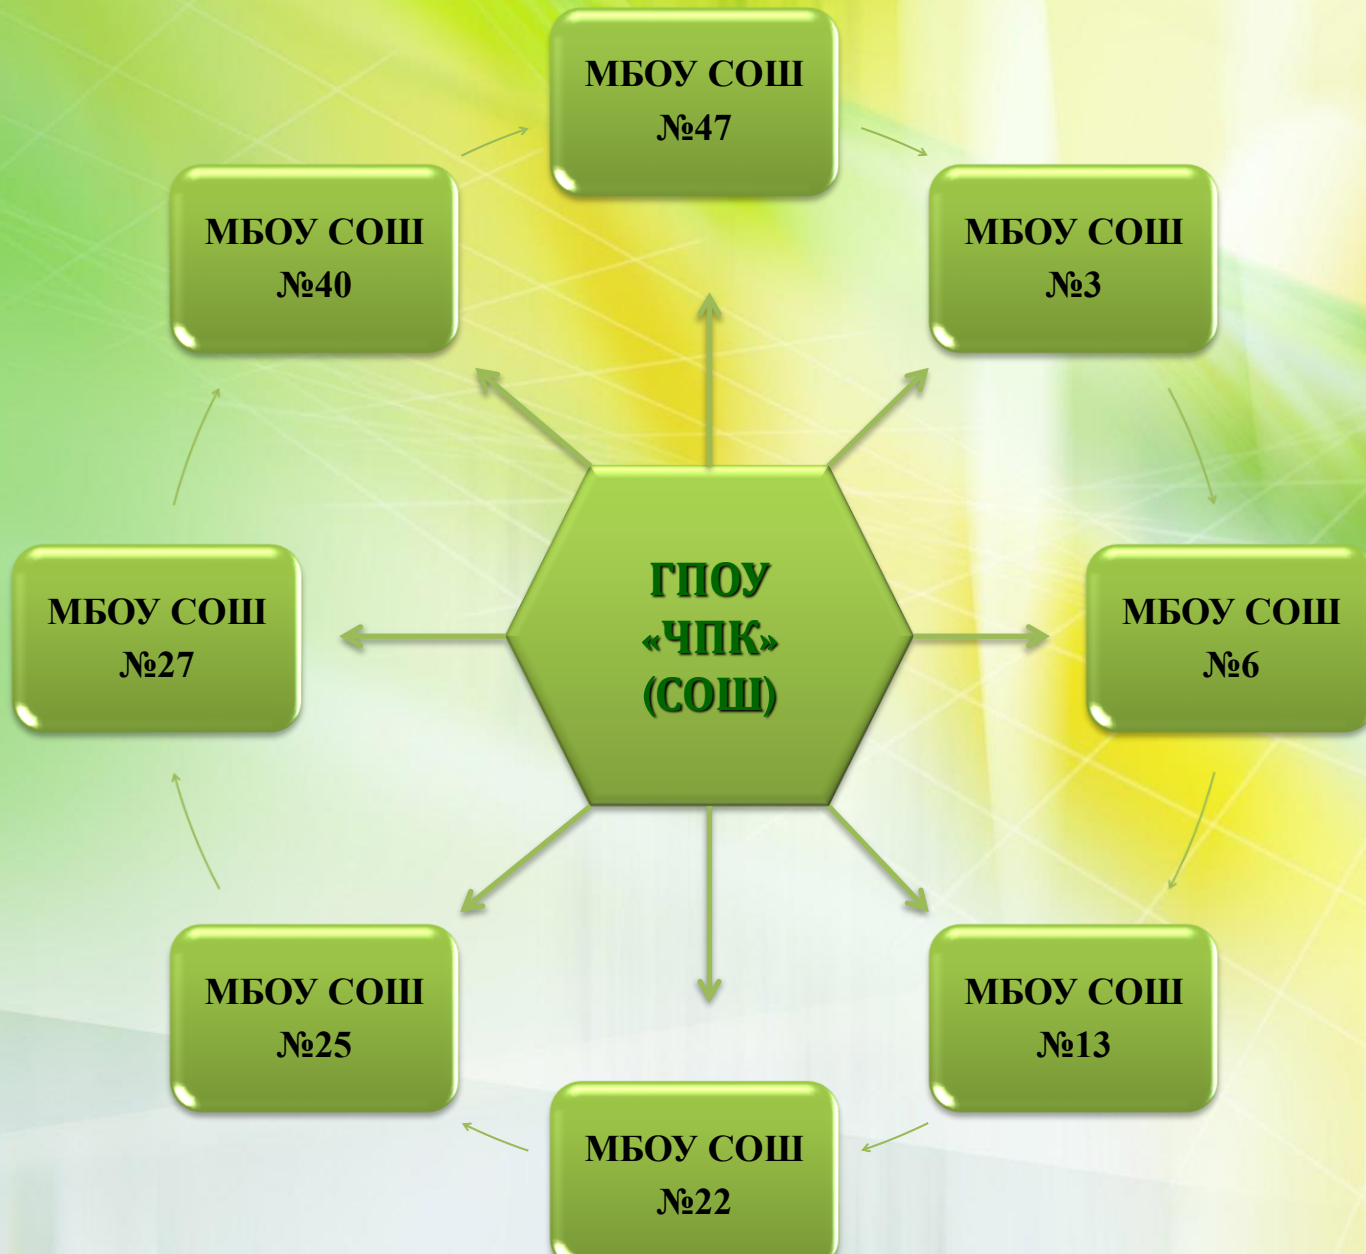 МБОУ СОШ
№47
МБОУ СОШ
№40
МБОУ СОШ
№3
МБОУ СОШ
№27
ГПОУ
«ЧПК»
(СОШ)
МБОУ СОШ
№6
МБОУ СОШ
№25
МБОУ СОШ
№13
МБОУ СОШ
№22